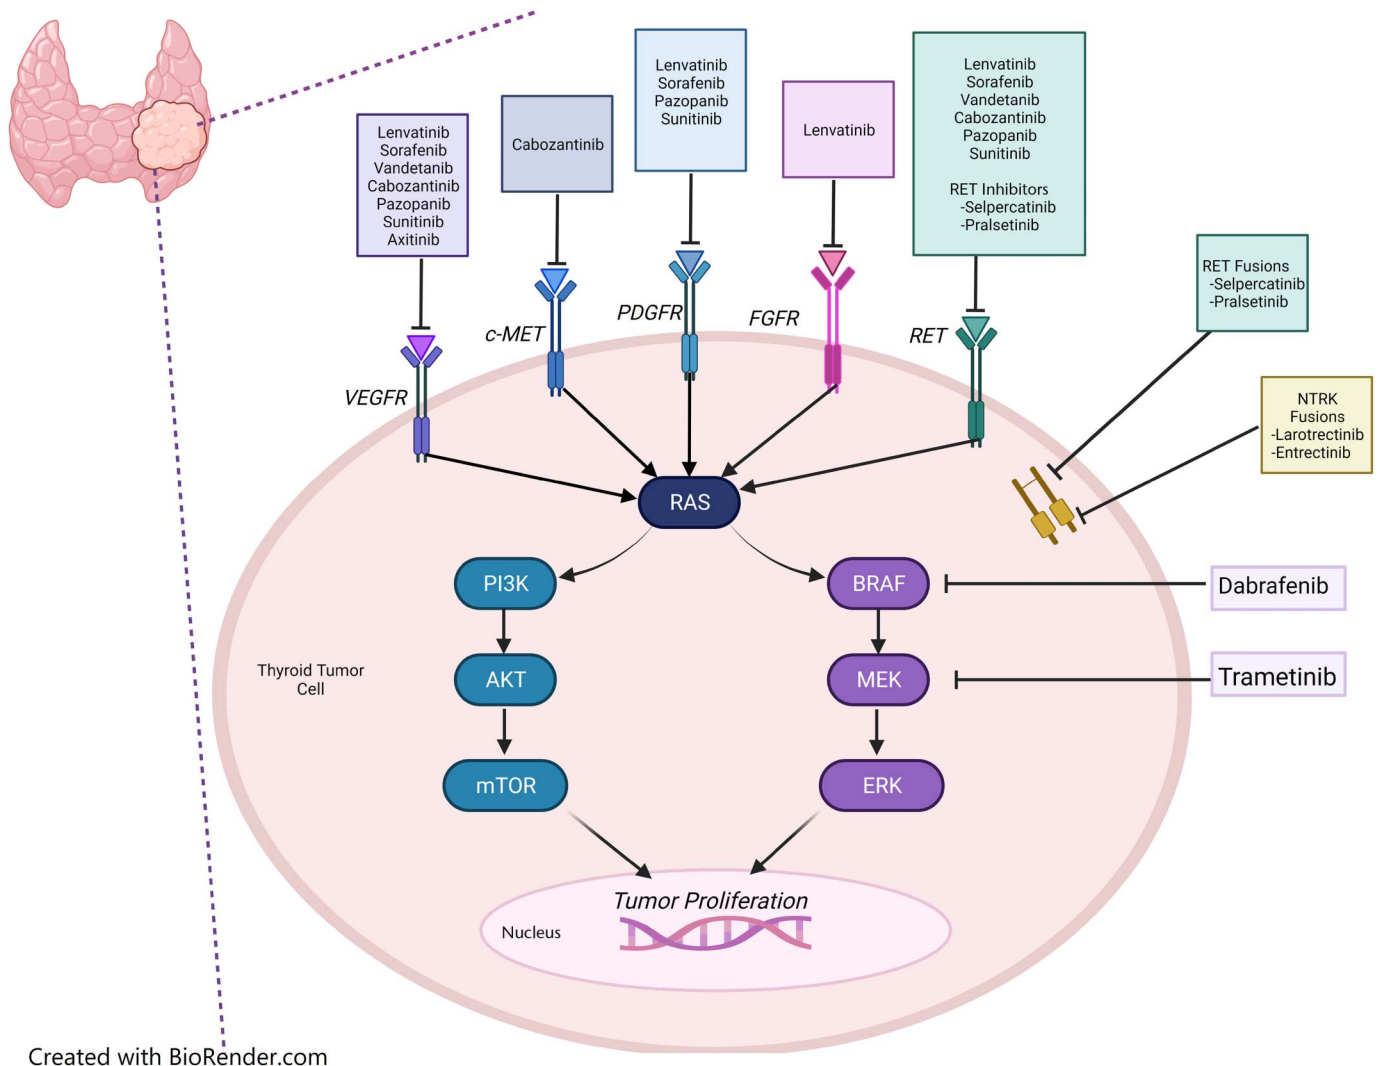 Lenvatinib
Sorafenib
Vandetanib
Cabozantinib
Pazopanib
Sunitinib
Axitinib
Cabozantinib
Lenvatinib
Sorafenib
Pazopanib
Sunitinib
Lenvatinib
Lenvatinib
Sorafenib
Vandetanib
Cabozantinib
Pazopanib
Sunitinib
RET Inhibitors
-Selpercatinib
-Pralsetinib
RET Fusions
-Selpercatinib
-Pralsetinib
NTRK
Fusions
-Larotrectinib
-Entrectinib
VEGFR
c-MET
PDGFR
FGFR
RET
RAS
PI3K
BRAF
Dabrafenib
Thyroid Tumor
Cell
AKT
MEK
Trametinib
mTOR
ERK
Tumor Proliferation
Nucleus
Created with BioRender.com